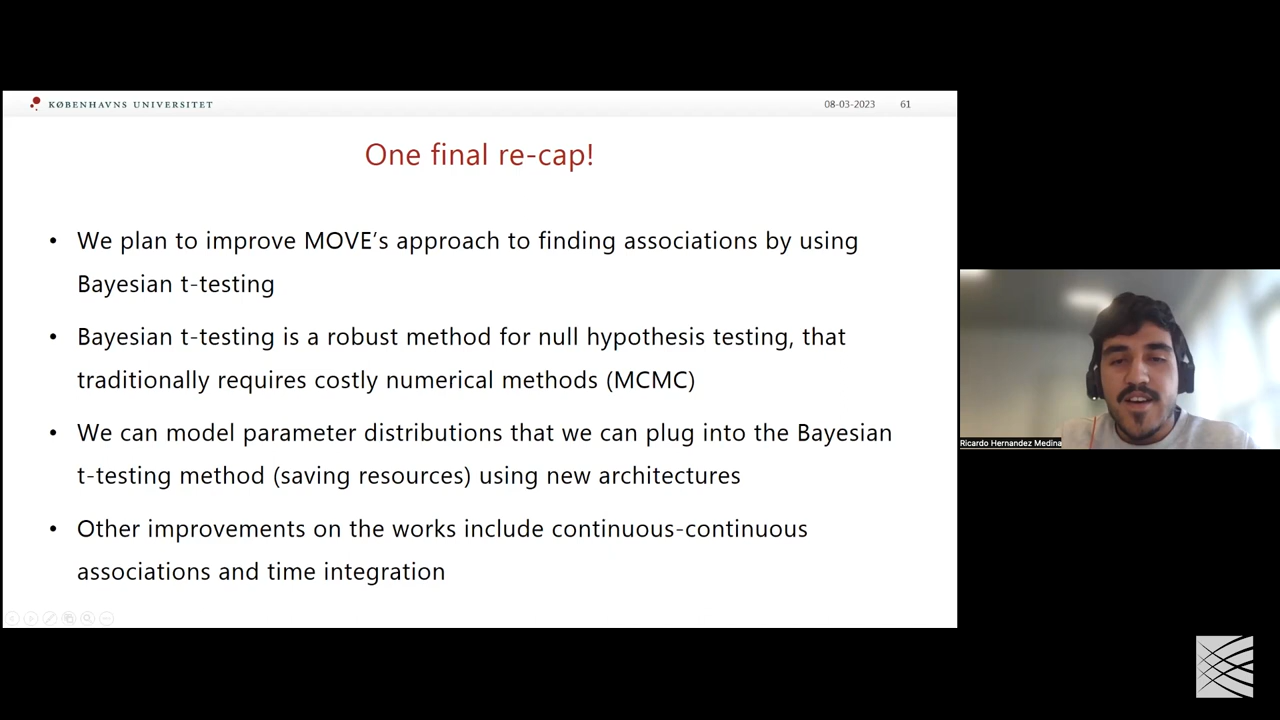 KØBENHAVNS UNIVERSITET
08-03-2023 61
One final re-cap!
• We plan to improve MOVE’s approach to finding associations by using
Bayesian t-testing
• Bayesian t-testing is a robust method for null hypothesis testing, that
traditionally requires costly numerical methods (MCMC)
• We can model parameter distributions that we can plug into the Bayesian
t-testing method (saving resources) using new architectures
• Other improvements on the works include continuous-continuous
associations and time integration
Ricardo Hernandez Medina